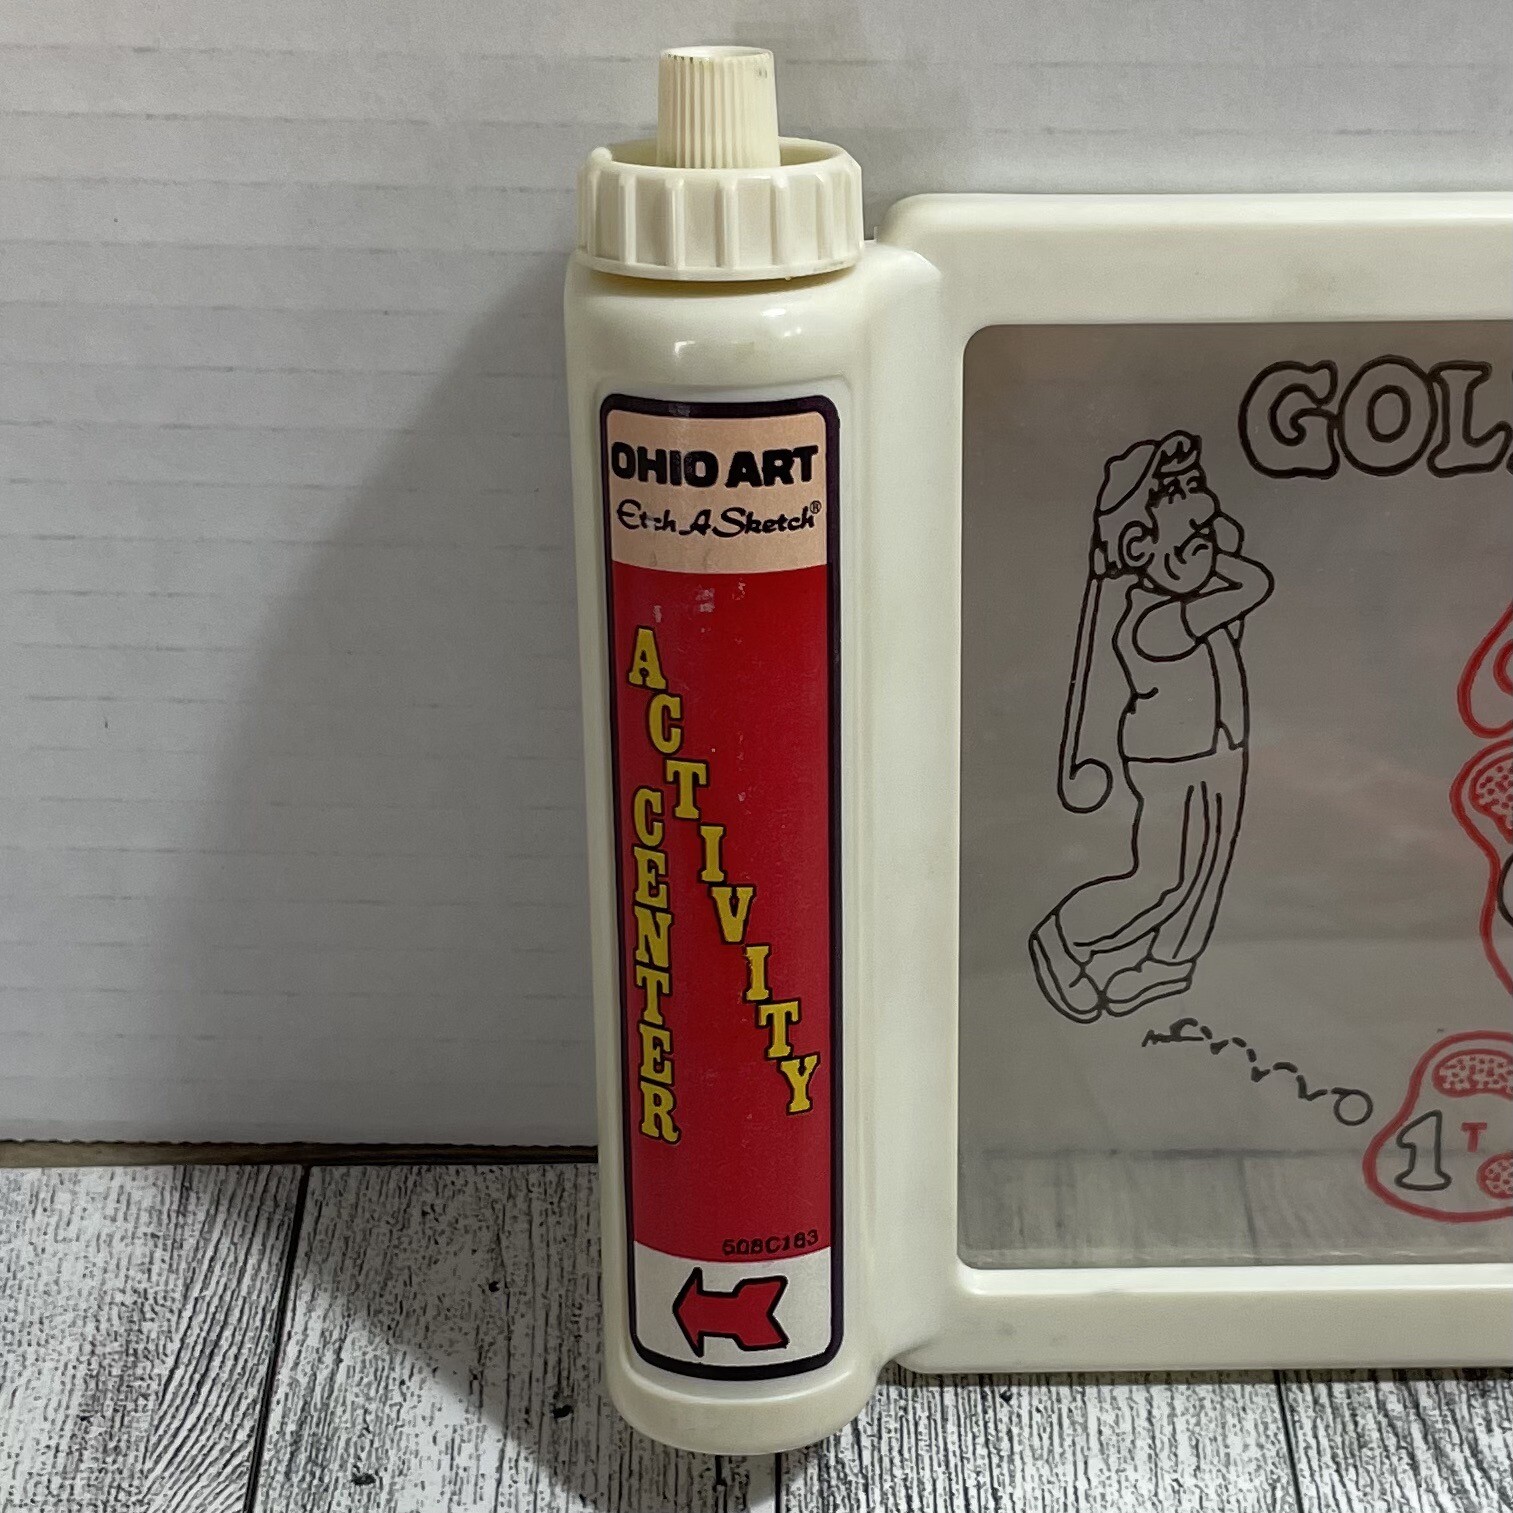 OHIO ART
Etch A Sketch®
ACTIVITY
CENTER
508C183
GOL
1 T